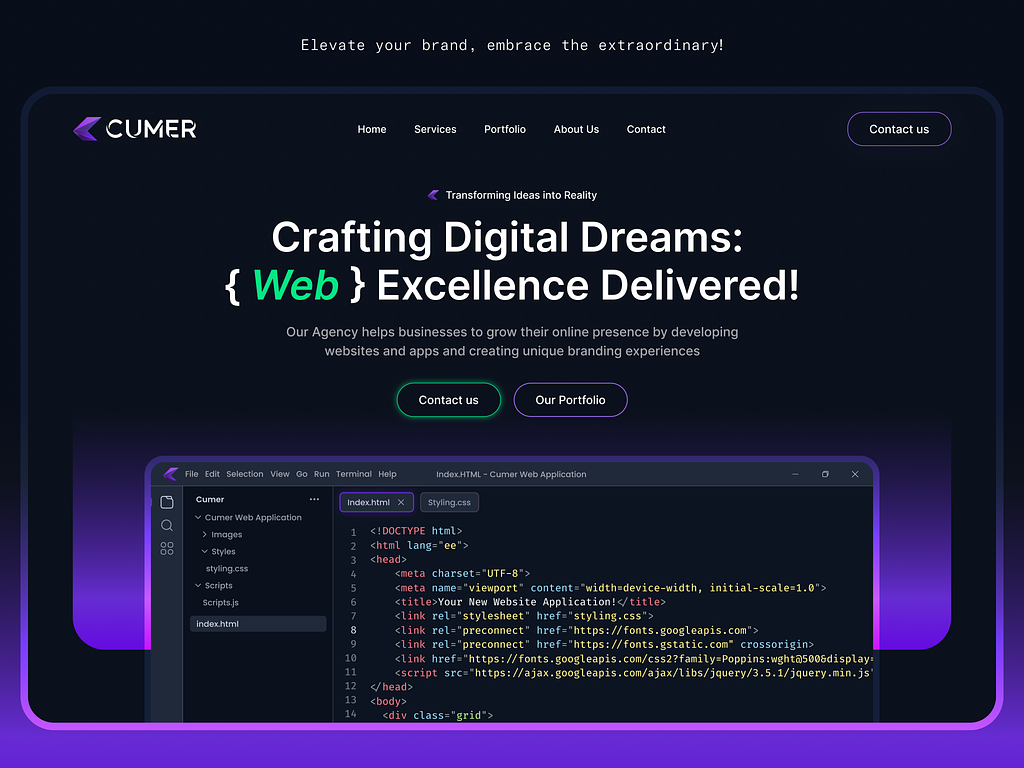 Elevate your brand, embrace the extraordinary!
CUMER
Home Services Portfolio About Us Contact
Contact us
Transforming Ideas into Reality
Crafting Digital Dreams:
{ Web } Excellence Delivered!
Our Agency helps businesses to grow their online presence by developing
websites and apps and creating unique branding experiences
Contact us
Our Portfolio
File Edit Selection View Go Run Terminal Help
Index.HTML - Cumer Web Application
Cumer ...
Cumer Web Application
Images
Styles
styling.css
Scripts
Scripts.js
index.html
Index.html
Styling.css
1 <!DOCTYPE html>
2 <html lang="ee">
3 <head>
4 <meta charset="UTF-8">
5 <meta name="viewport" content="width=device-width, initial-scale=1.0">
6 <title>Your New Website Application!</title>
7 <link rel="stylesheet" href="styling.css">
8 <link rel="preconnect" href="https://fonts.googleapis.com">
9 <link rel="preconnect" href="https://fonts.gstatic.com" crossorigin>
10 <link href="https://fonts.googleapis.com/css2?family=Poppins:wght@500&display=
11 <script src="https://ajax.googleapis.com/ajax/libs/jquery/3.5.1/jquery.min.js"
12 </head>
13 <body>
14 <div class="grid">